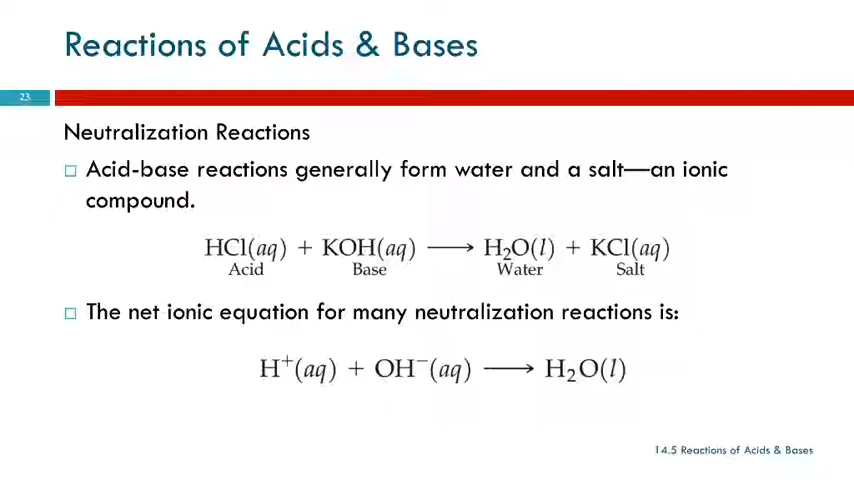 Reactions of Acids & Bases
23
Neutralization Reactions
Acid-base reactions generally form water and a salt—an ionic
compound.
HCl(aq) + KOH(aq) ⟶ H₂O(l) + KCl(aq)
Acid Base Water Salt
The net ionic equation for many neutralization reactions is:
H⁺(aq) + OH⁻(aq) ⟶ H₂O(l)
14.5 Reactions of Acids & Bases